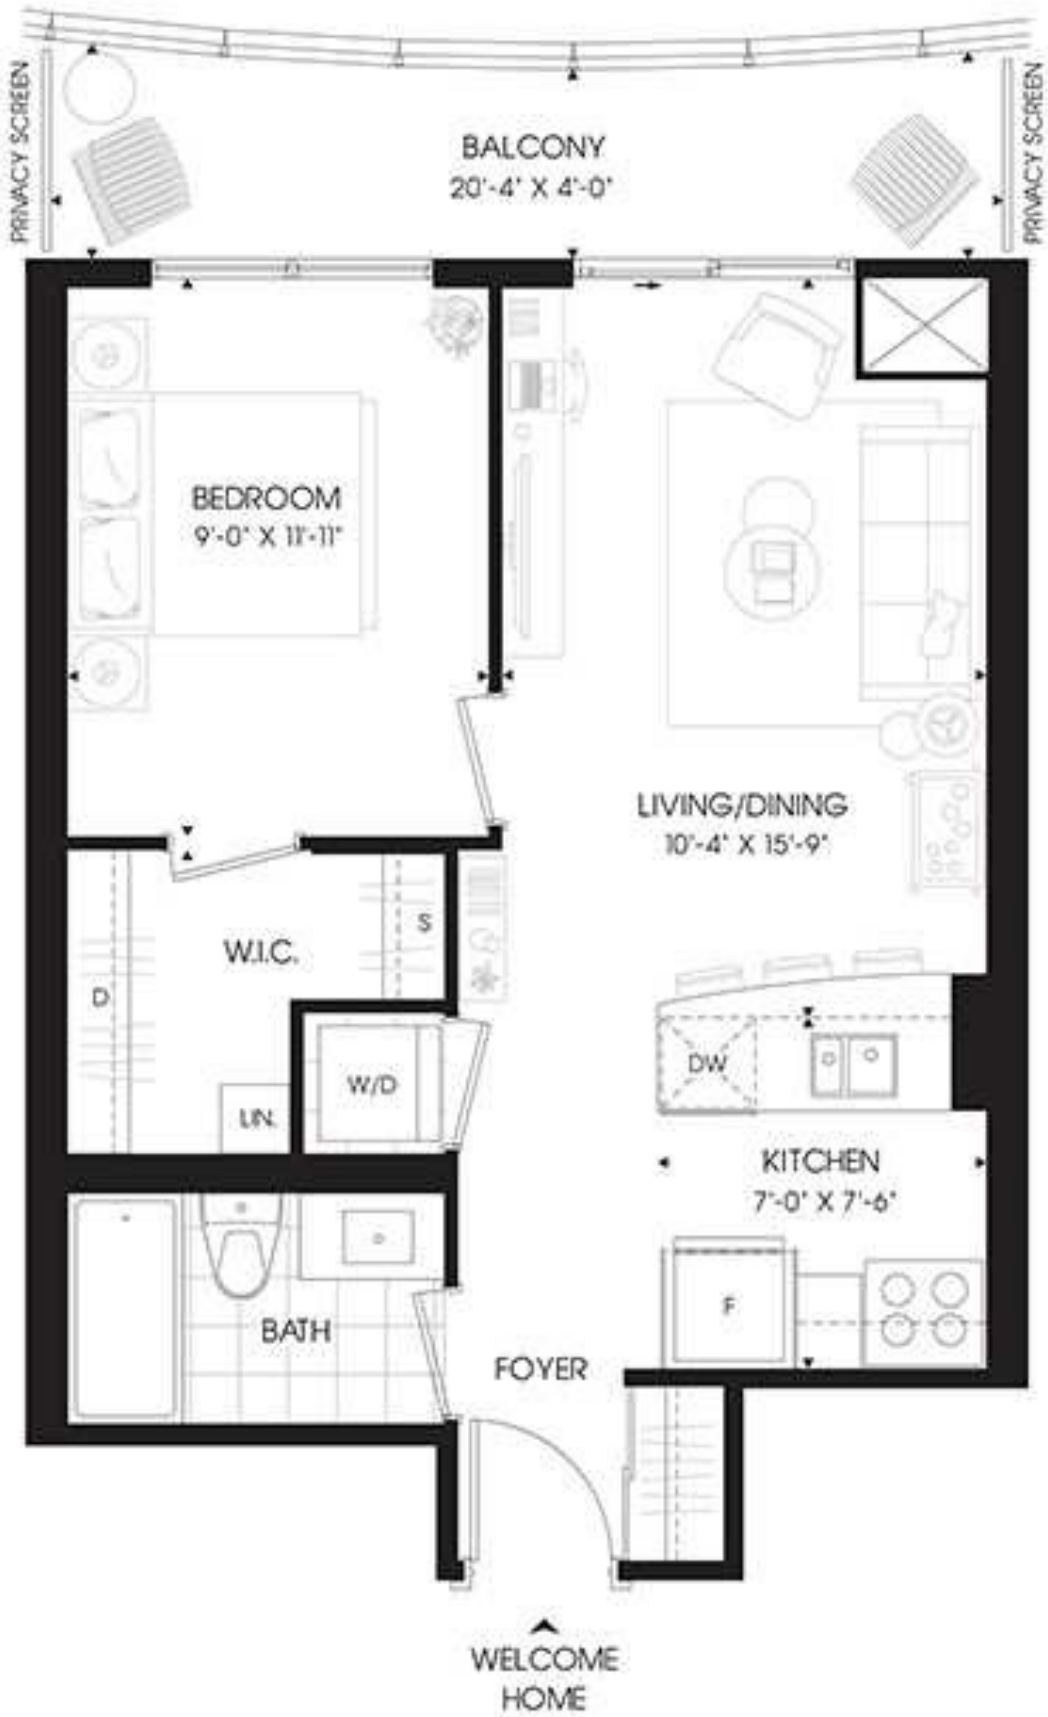 PRIVACY SCREEN
PRIVACY SCREEN
BALCONY
20'-4" X 4'-0"
BEDROOM
9'-0" X 11'-11"
LIVING/DINING
10'-4" X 15'-9"
W.I.C.
S
D
LIN.
W/D
DW
KITCHEN
7'-0" X 7'-6"
F
BATH
FOYER
WELCOME
HOME